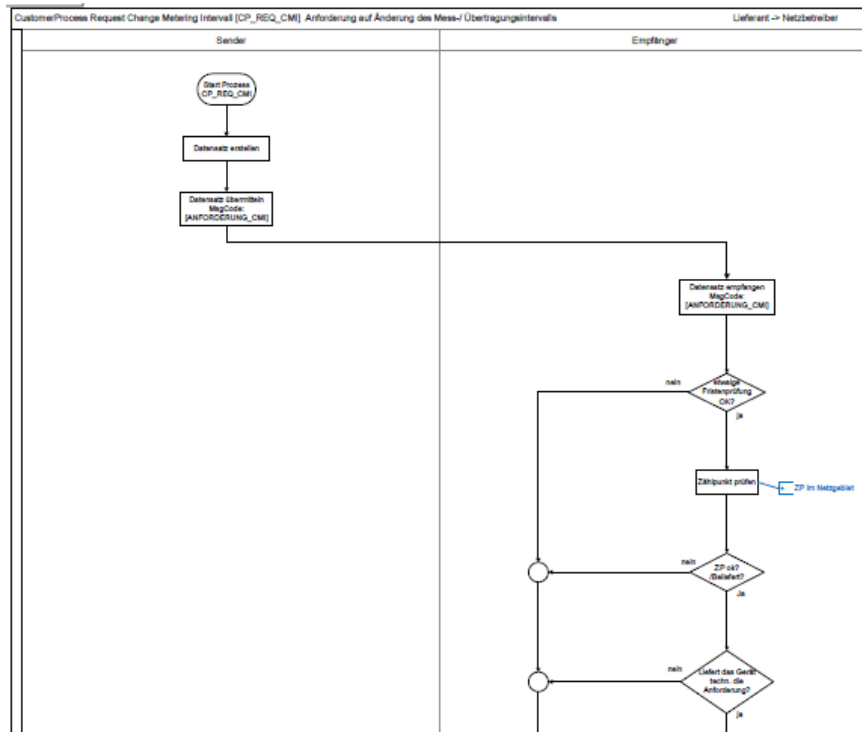 CustomerProcess Request Change Metering Intervall [CP_REQ_CMI] Anforderung auf Änderung des Mess-/ Übertragungsintervalls
Lieferant -> Netzbetreiber
Sender
Empfänger
Start Prozess
CP_REQ_CMI
Datensatz erstellen
Datensatz übermitteln
MsgCode:
[ANFORDERUNG_CMI]
Datensatz empfangen
MsgCode:
[ANFORDERUNG_CMI]
nein
etwaige
Fristenprüfung
OK?
ja
Zählpunkt prüfen
ZP im Netzgebiet
nein
ZP ok?
/Beliefert?
Ja
nein
Liefert das Gerät
techn. die
Anforderung?
ja